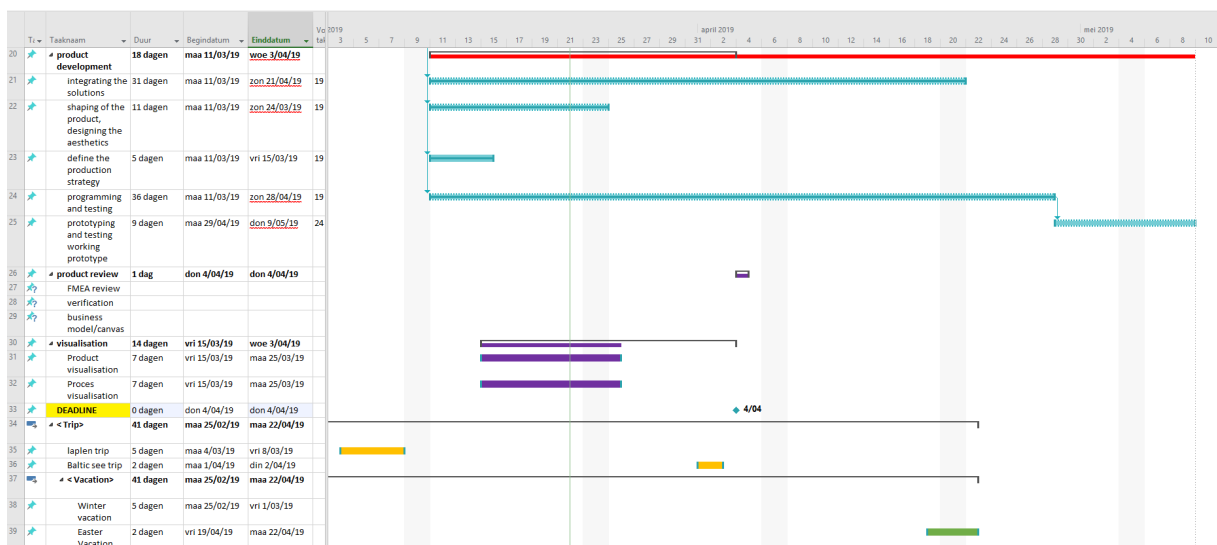 Vo 2019 april 2019 mei 2019
Ti Taaknaam Duur Begindatum Einddatum tal 3 5 7 9 11 13 15 17 19 21 23 25 27 29 31 2 4 6 8 10 12 14 16 18 20 22 24 26 28 30 2 4 6 8 10
20 product 18 dagen maa 11/03/19 woe 3/04/19
development
21 integrating the 31 dagen maa 11/03/19 zon 21/04/19 19
solutions
22 shaping of the 11 dagen maa 11/03/19 zon 24/03/19 19
product,
designing the
aesthetics
23 define the 5 dagen maa 11/03/19 vri 15/03/19 19
production
strategy
24 programming 36 dagen maa 11/03/19 zon 28/04/19 19
and testing
25 prototyping 9 dagen maa 29/04/19 don 9/05/19 24
and testing
working
prototype
26 product review 1 dag don 4/04/19 don 4/04/19
27 ? FMEA review
28 ? verification
29 ? business
model/canvas
30 visualisation 14 dagen vri 15/03/19 woe 3/04/19
31 Product 7 dagen vri 15/03/19 maa 25/03/19
visualisation
32 Proces 7 dagen vri 15/03/19 maa 25/03/19
visualisation
33 DEADLINE 0 dagen don 4/04/19 don 4/04/19 4/04
34 <Trip> 41 dagen maa 25/02/19 maa 22/04/19
35 laplen trip 5 dagen maa 4/03/19 vri 8/03/19
36 Baltic see trip 2 dagen maa 1/04/19 din 2/04/19
37 <Vacation> 41 dagen maa 25/02/19 maa 22/04/19
38 Winter 5 dagen maa 25/02/19 vri 1/03/19
vacation
39 Easter 2 dagen vri 19/04/19 maa 22/04/19
Vacation